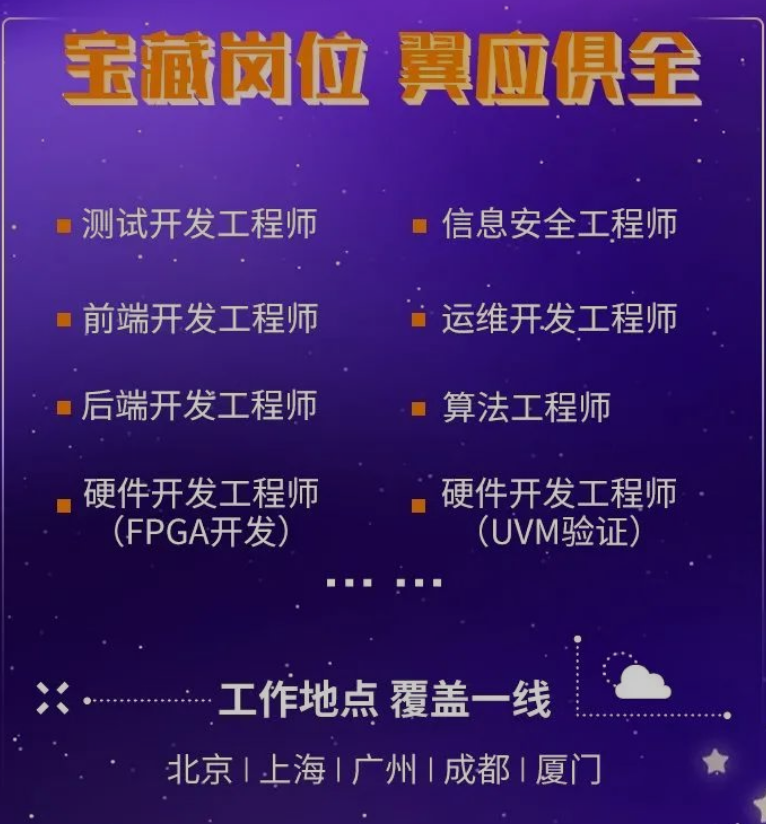 宝藏岗位 翼应俱全
测试开发工程师
信息安全工程师
前端开发工程师
运维开发工程师
后端开发工程师
算法工程师
硬件开发工程师
（FPGA开发）
硬件开发工程师
（UVM验证）
... ...
工作地点 覆盖一线
北京 | 上海 | 广州 | 成都 | 厦门